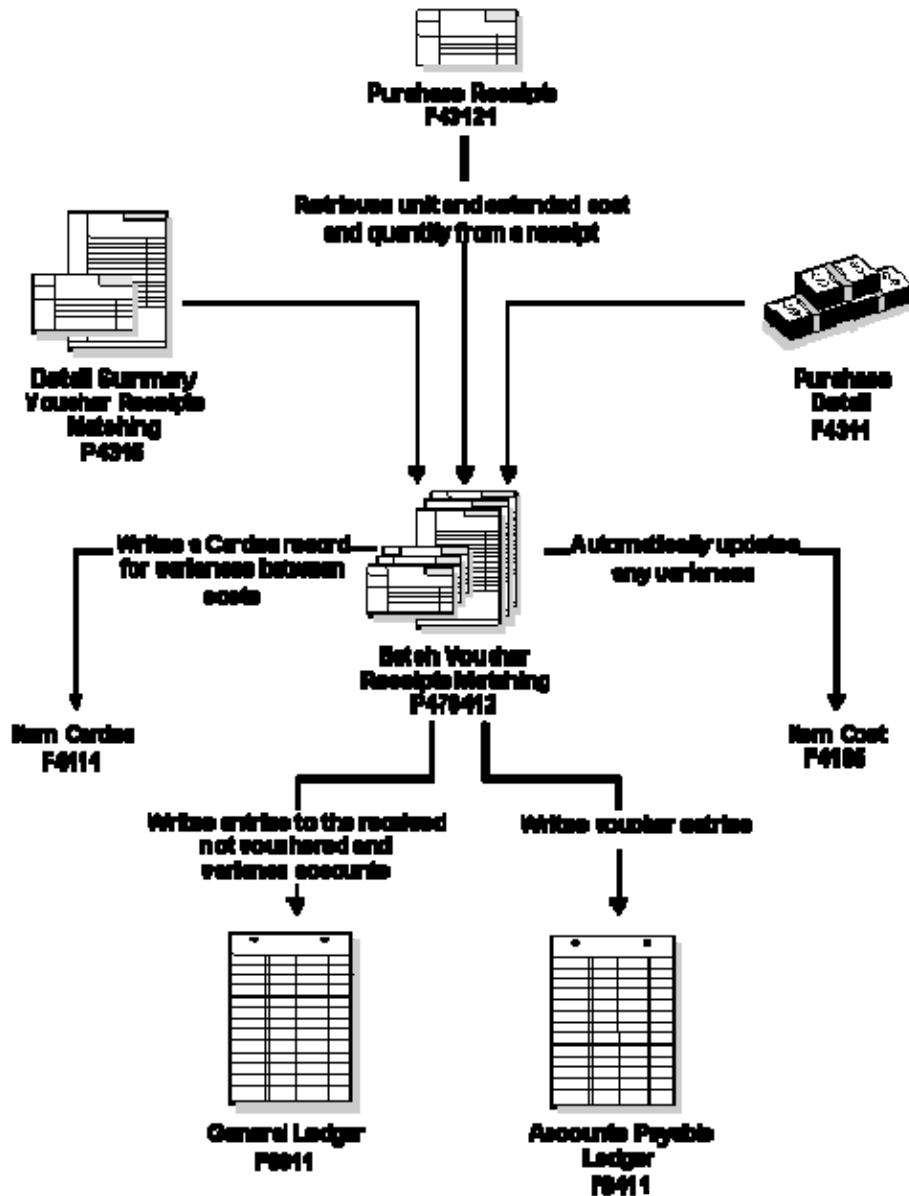 Purchase Receipts
F43121
Retrieves unit and extended cost
and quantity from a receipt
Detail Summary
Voucher Receipts
Matching
P4315
Purchase
Detail
F4311
Writes a Cardex record
for variances between
costs
Automatically updates
any variances
Batch Voucher
Receipts Matching
P470412
Item Cardex
F4111
Item Cost
F4105
Writes entries to the received
not vouchered and
variance accounts
Writes voucher entries
General Ledger
F0911
Accounts Payable
Ledger
F0411